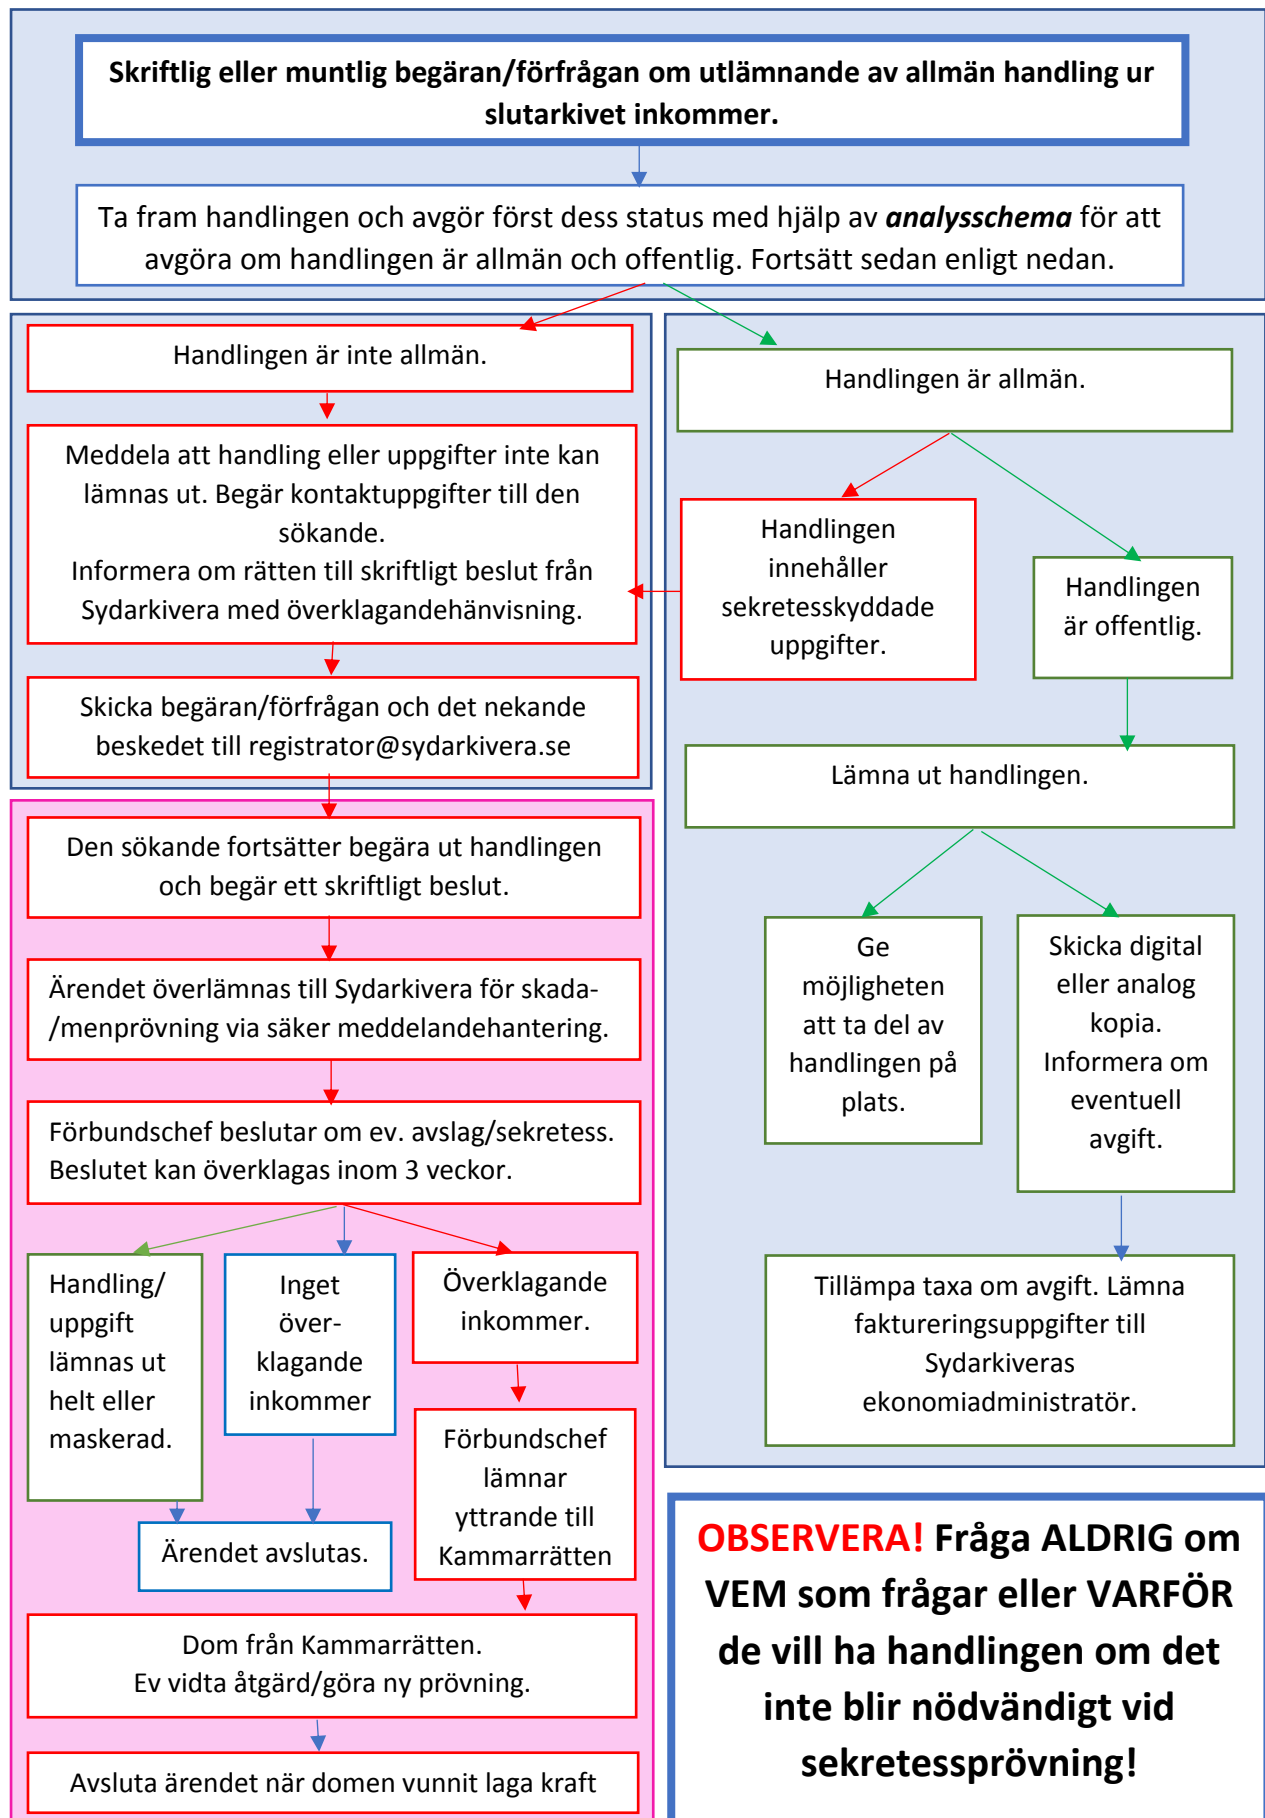 Skriftlig eller muntlig begäran/förfrågan om utlämnande av allmän handling ur
slutarkivet inkommer.
Ta fram handlingen och avgör först dess status med hjälp av analysschema för att
avgöra om handlingen är allmän och offentlig. Fortsätt sedan enligt nedan.
Handlingen är inte allmän.
Meddela att handling eller uppgifter inte kan
lämnas ut. Begär kontaktuppgifter till den
sökande.
Informera om rätten till skriftligt beslut från
Sydarkivera med överklagandehänvisning.
Skicka begäran/förfrågan och det nekande
beskedet till registrator@sydarkivera.se
Handlingen är allmän.
Handlingen
innehåller
sekretesskyddade
uppgifter.
Handlingen
är offentlig.
Lämna ut handlingen.
Ge
möjligheten
att ta del av
handlingen på
plats.
Skicka digital
eller analog
kopia.
Informera om
eventuell
avgift.
Tillämpa taxa om avgift. Lämna
faktureringsuppgifter till
Sydarkiveras
ekonomiadministratör.
Den sökande fortsätter begära ut handlingen
och begär ett skriftligt beslut.
Ärendet överlämnas till Sydarkivera för skada-
/menprövning via säker meddelandehantering.
Förbundschef beslutar om ev. avslag/sekretess.
Beslutet kan överklagas inom 3 veckor.
Handling/
uppgift
lämnas ut
helt eller
maskerad.
Inget
över-
klagande
inkommer
Överklagande
inkommer.
Förbundschef
lämnar
yttrande till
Kammarrätten
Ärendet avslutas.
Dom från Kammarrätten.
Ev vidta åtgärd/göra ny prövning.
Avsluta ärendet när domen vunnit laga kraft
OBSERVERA! Fråga ALDRIG om
VEM som frågar eller VARFÖR
de vill ha handlingen om det
inte blir nödvändigt vid
sekretessprövning!